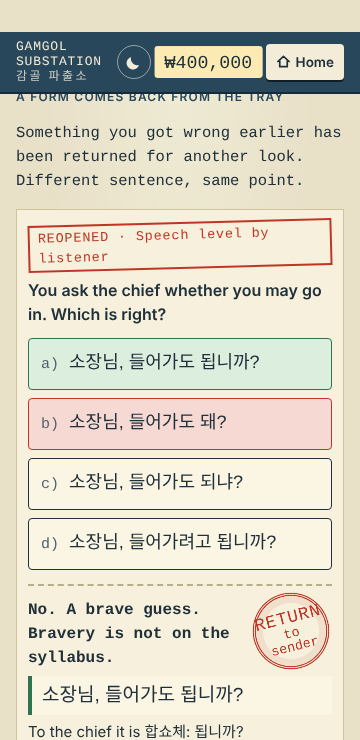 GAMGOL
SUBSTATION
감골 파출소
₩400,000
Home
A FORM COMES BACK FROM THE TRAY
Something you got wrong earlier has
been returned for another look.
Different sentence, same point.
REOPENED · Speech level by
listener
You ask the chief whether you may go
in. Which is right?
a) 소장님, 들어가도 됩니까?
b) 소장님, 들어가도 돼?
c) 소장님, 들어가도 되냐?
d) 소장님, 들어가려고 됩니까?
No. A brave guess.
Bravery is not on the
syllabus.
RETURN
to
sender
소장님, 들어가도 됩니까?
To the chief it is 합쇼체: 됩니까?